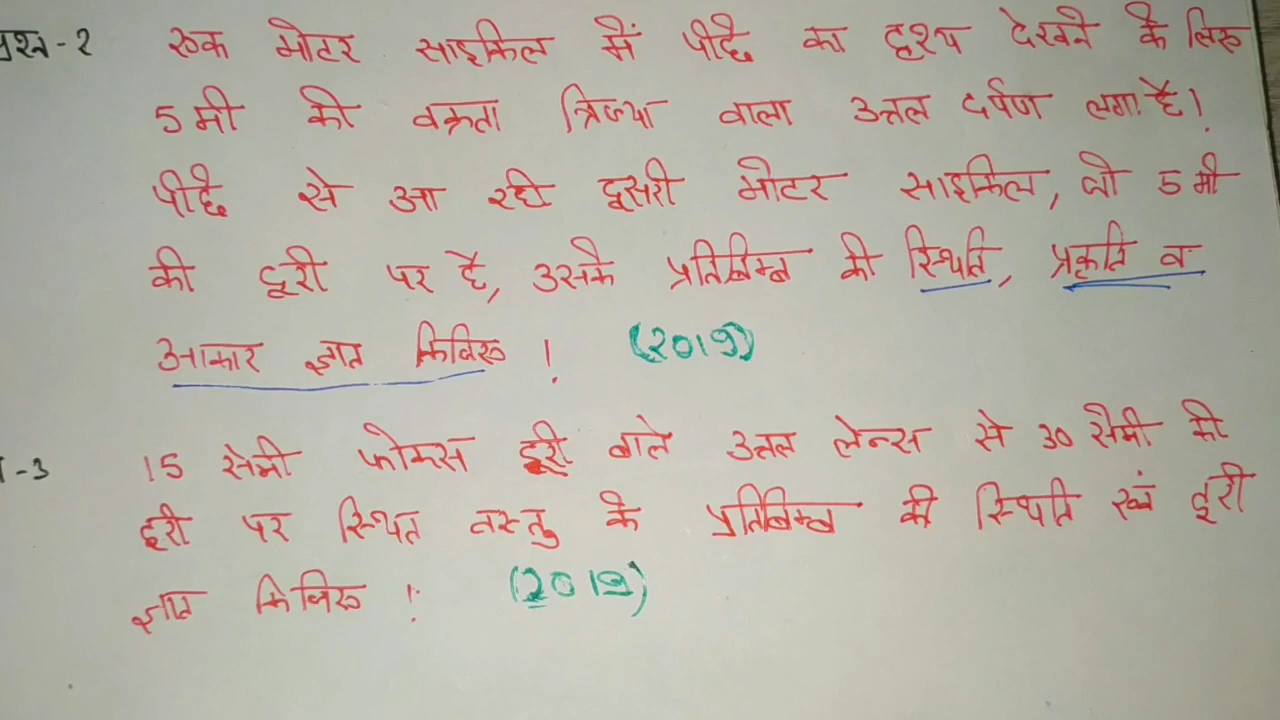 प्रश्न-2 एक मोटर साइकिल में पीछे का दृश्य देखने के लिए
5 मी की वक्रता त्रिज्या वाला उत्तल दर्पण लगा है।
पीछे से आ रही दूसरी मोटर साइकिल, जो 5 मी
की दूरी पर है, उसके प्रतिबिम्ब की स्थिति, प्रकृति व
आकार ज्ञात कीजिए ! (2019)
-3 15 सेमी फोकस दूरी वाले उत्तल लेन्स से 30 सेमी की
दूरी पर स्थित वस्तु के प्रतिबिम्ब की स्थिति एवं दूरी
ज्ञात कीजिए ! (2019)